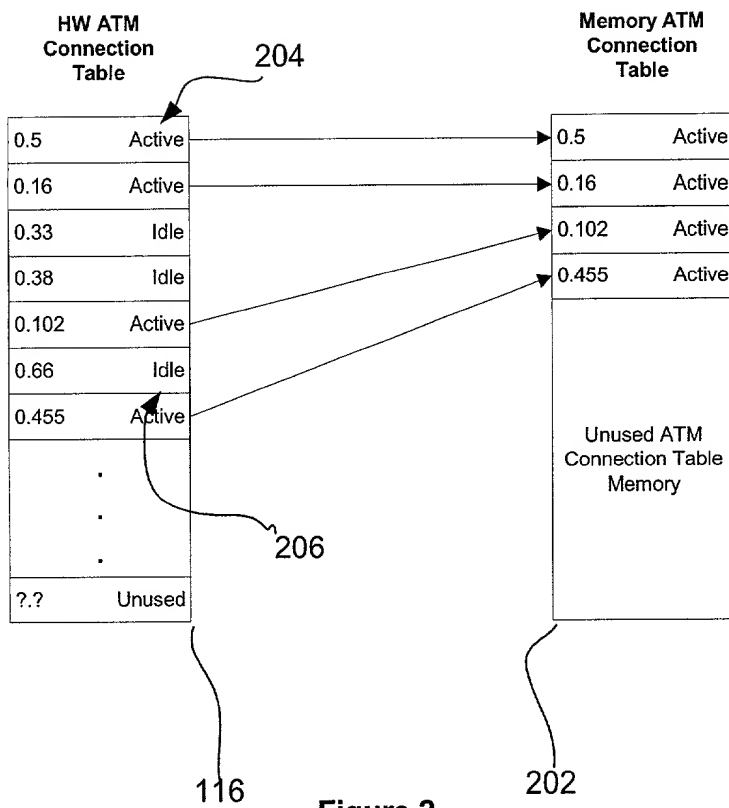 HW ATM
Connection
Table
204
Memory ATM
Connection
Table
0.5 Active
0.16 Active
0.33 Idle
0.38 Idle
0.102 Active
0.66 Idle
0.455 Active
.
.
.
?.? Unused
0.5 Active
0.16 Active
0.102 Active
0.455 Active
Unused ATM
Connection Table
Memory
206
116
202
Figure 2